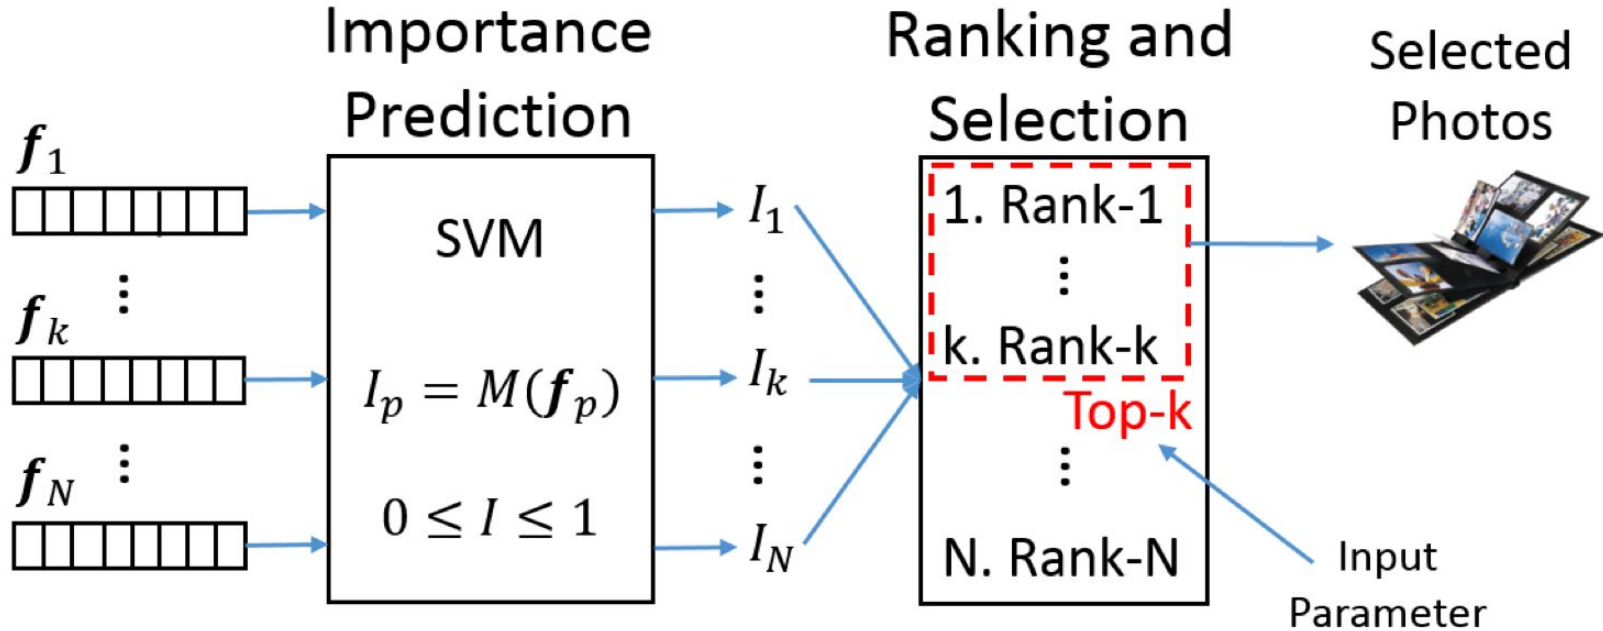 Importance
Prediction
Ranking and
Selection
Selected
Photos
f1
⋮
fk
⋮
fN
SVM
Ip = M(fp)
0 ≤ I ≤ 1
I1
⋮
Ik
⋮
IN
1. Rank-1
⋮
k. Rank-k
Top-k
⋮
N. Rank-N
Input
Parameter